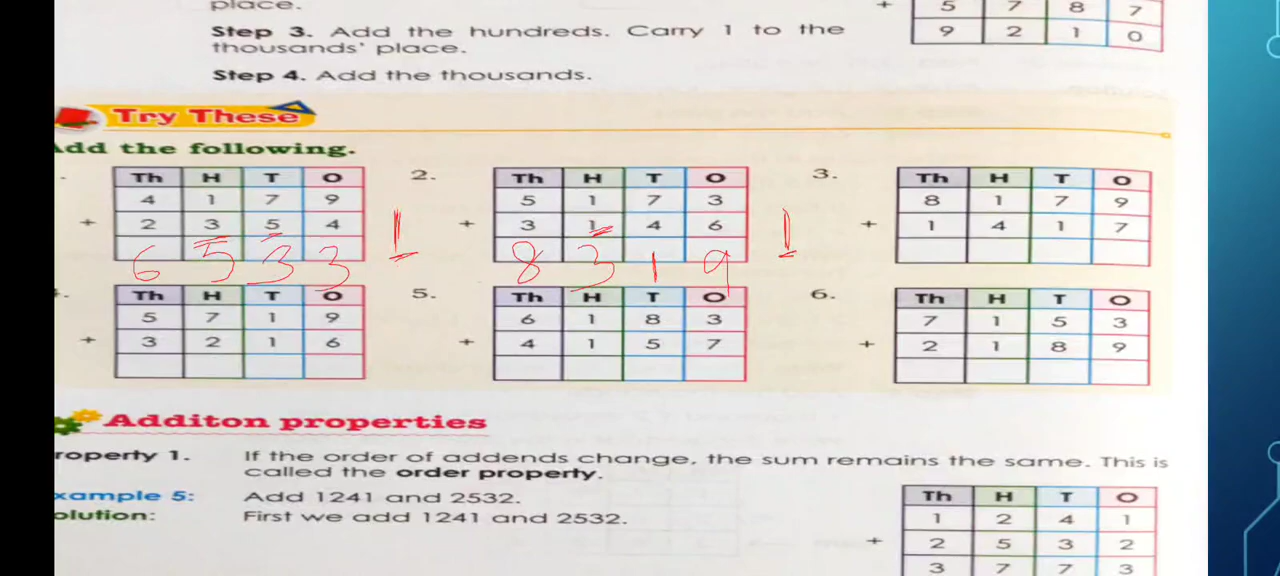 place.
Step 3. Add the hundreds. Carry 1 to the thousands' place.
Step 4. Add the thousands.
+ 5 7 8 7
9 2 1 0
Try These
Add the following.
Th H T O
4 1 7 9
+ 2 3 5 4
6 5 3 3
1
2.
Th H T O
5 1 7 3
+ 3 1 4 6
8 3 1 9
1
3.
Th H T O
8 1 7 9
+ 1 4 1 7
Th H T O
5 7 1 9
+ 3 2 1 6
5.
Th H T O
6 1 8 3
+ 4 1 5 7
6.
Th H T O
7 1 5 3
+ 2 1 8 9
Additon properties
roperty 1. If the order of addends change, the sum remains the same. This is
called the order property.
xample 5: Add 1241 and 2532.
olution: First we add 1241 and 2532.
Th H T O
1 2 4 1
+ 2 5 3 2
3 7 7 3